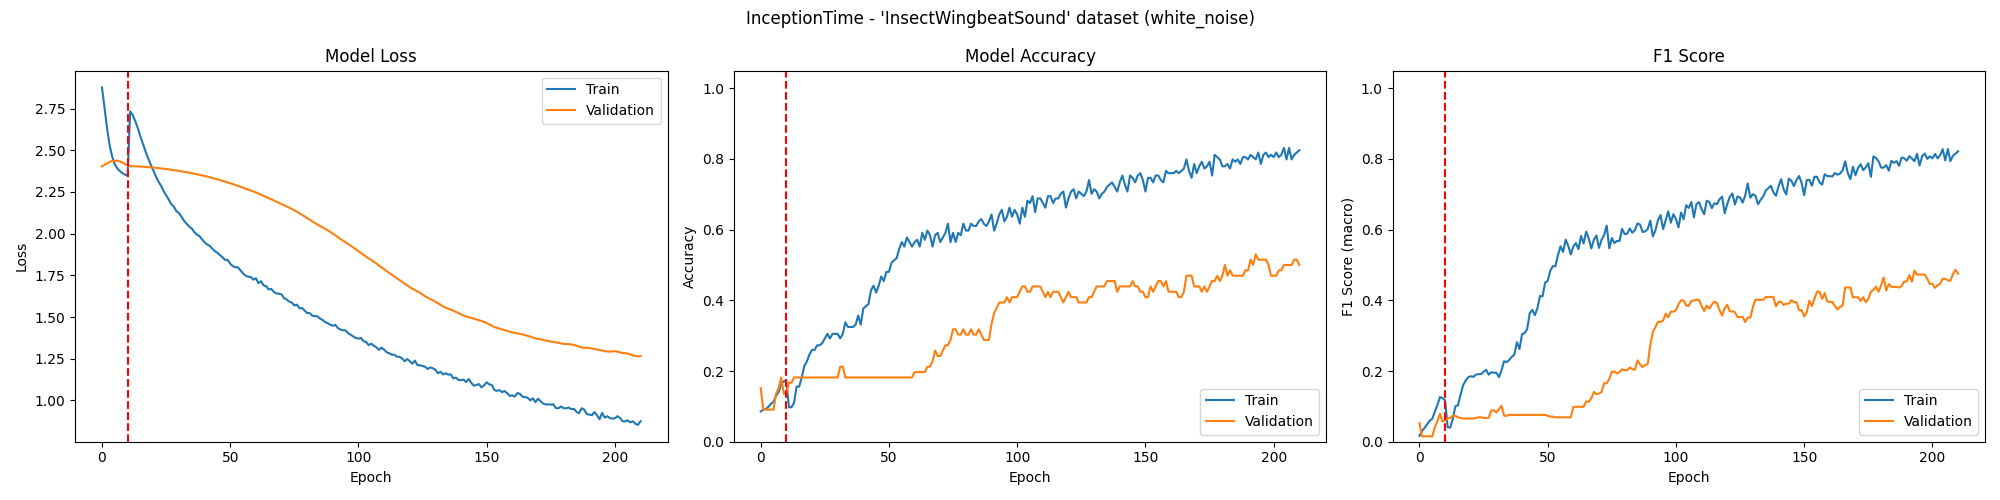 InceptionTime - 'InsectWingbeatSound' dataset (white_noise)
Model Loss
Train
Validation
2.75
2.50
2.25
2.00
1.75
1.50
1.25
1.00
Loss
0
50
100
150
200
Epoch
Model Accuracy
1.0
0.8
0.6
0.4
0.2
0.0
Accuracy
Train
Validation
0
50
100
150
200
Epoch
F1 Score
1.0
0.8
0.6
0.4
0.2
0.0
F1 Score (macro)
Train
Validation
0
50
100
150
200
Epoch